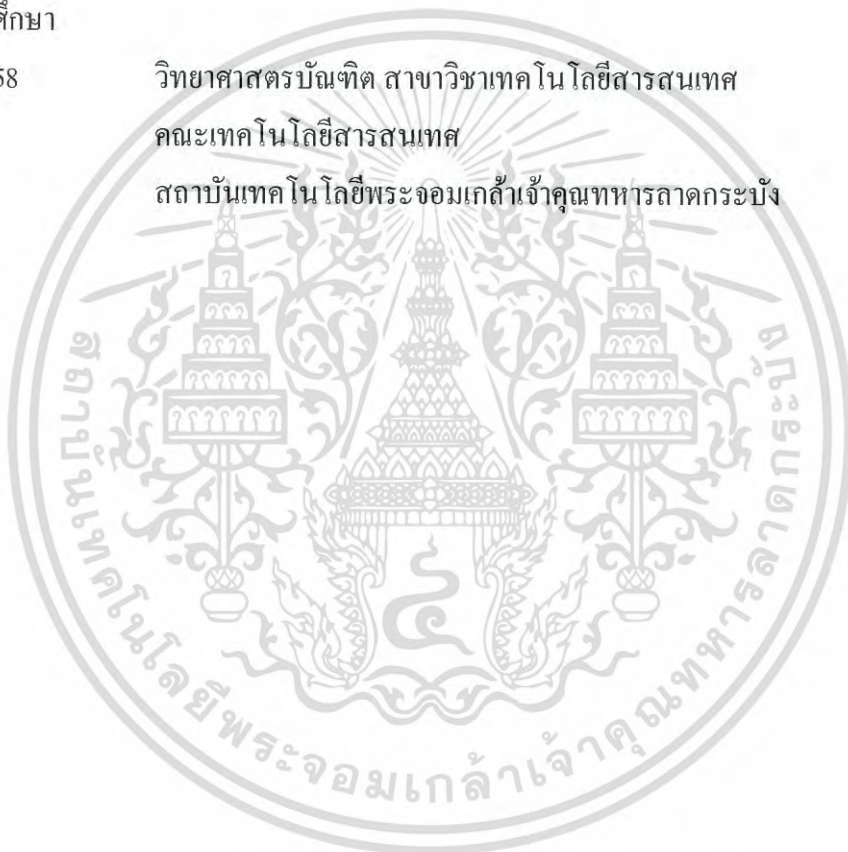 ศึกษา
58 วิทยาศาสตรบัณฑิต สาขาวิชาเทคโนโลยีสารสนเทศ
คณะเทคโนโลยีสารสนเทศ
สถาบันเทคโนโลยีพระจอมเกล้าเจ้าคุณทหารลาดกระบัง
สถาบันเทคโนโลยีพระจอมเกล้าเจ้าคุณทหารลาดกระบัง